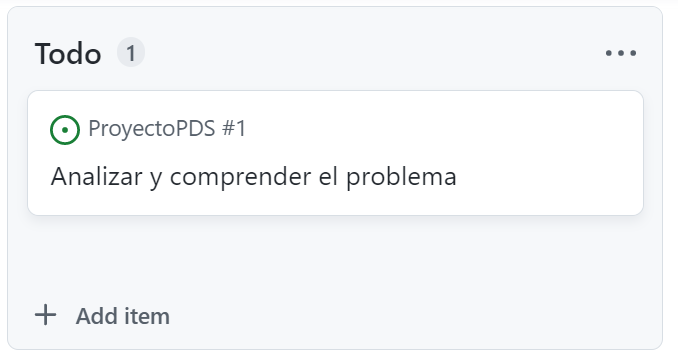 Todo 1
ProyectoPDS #1
Analizar y comprender el problema
Add item